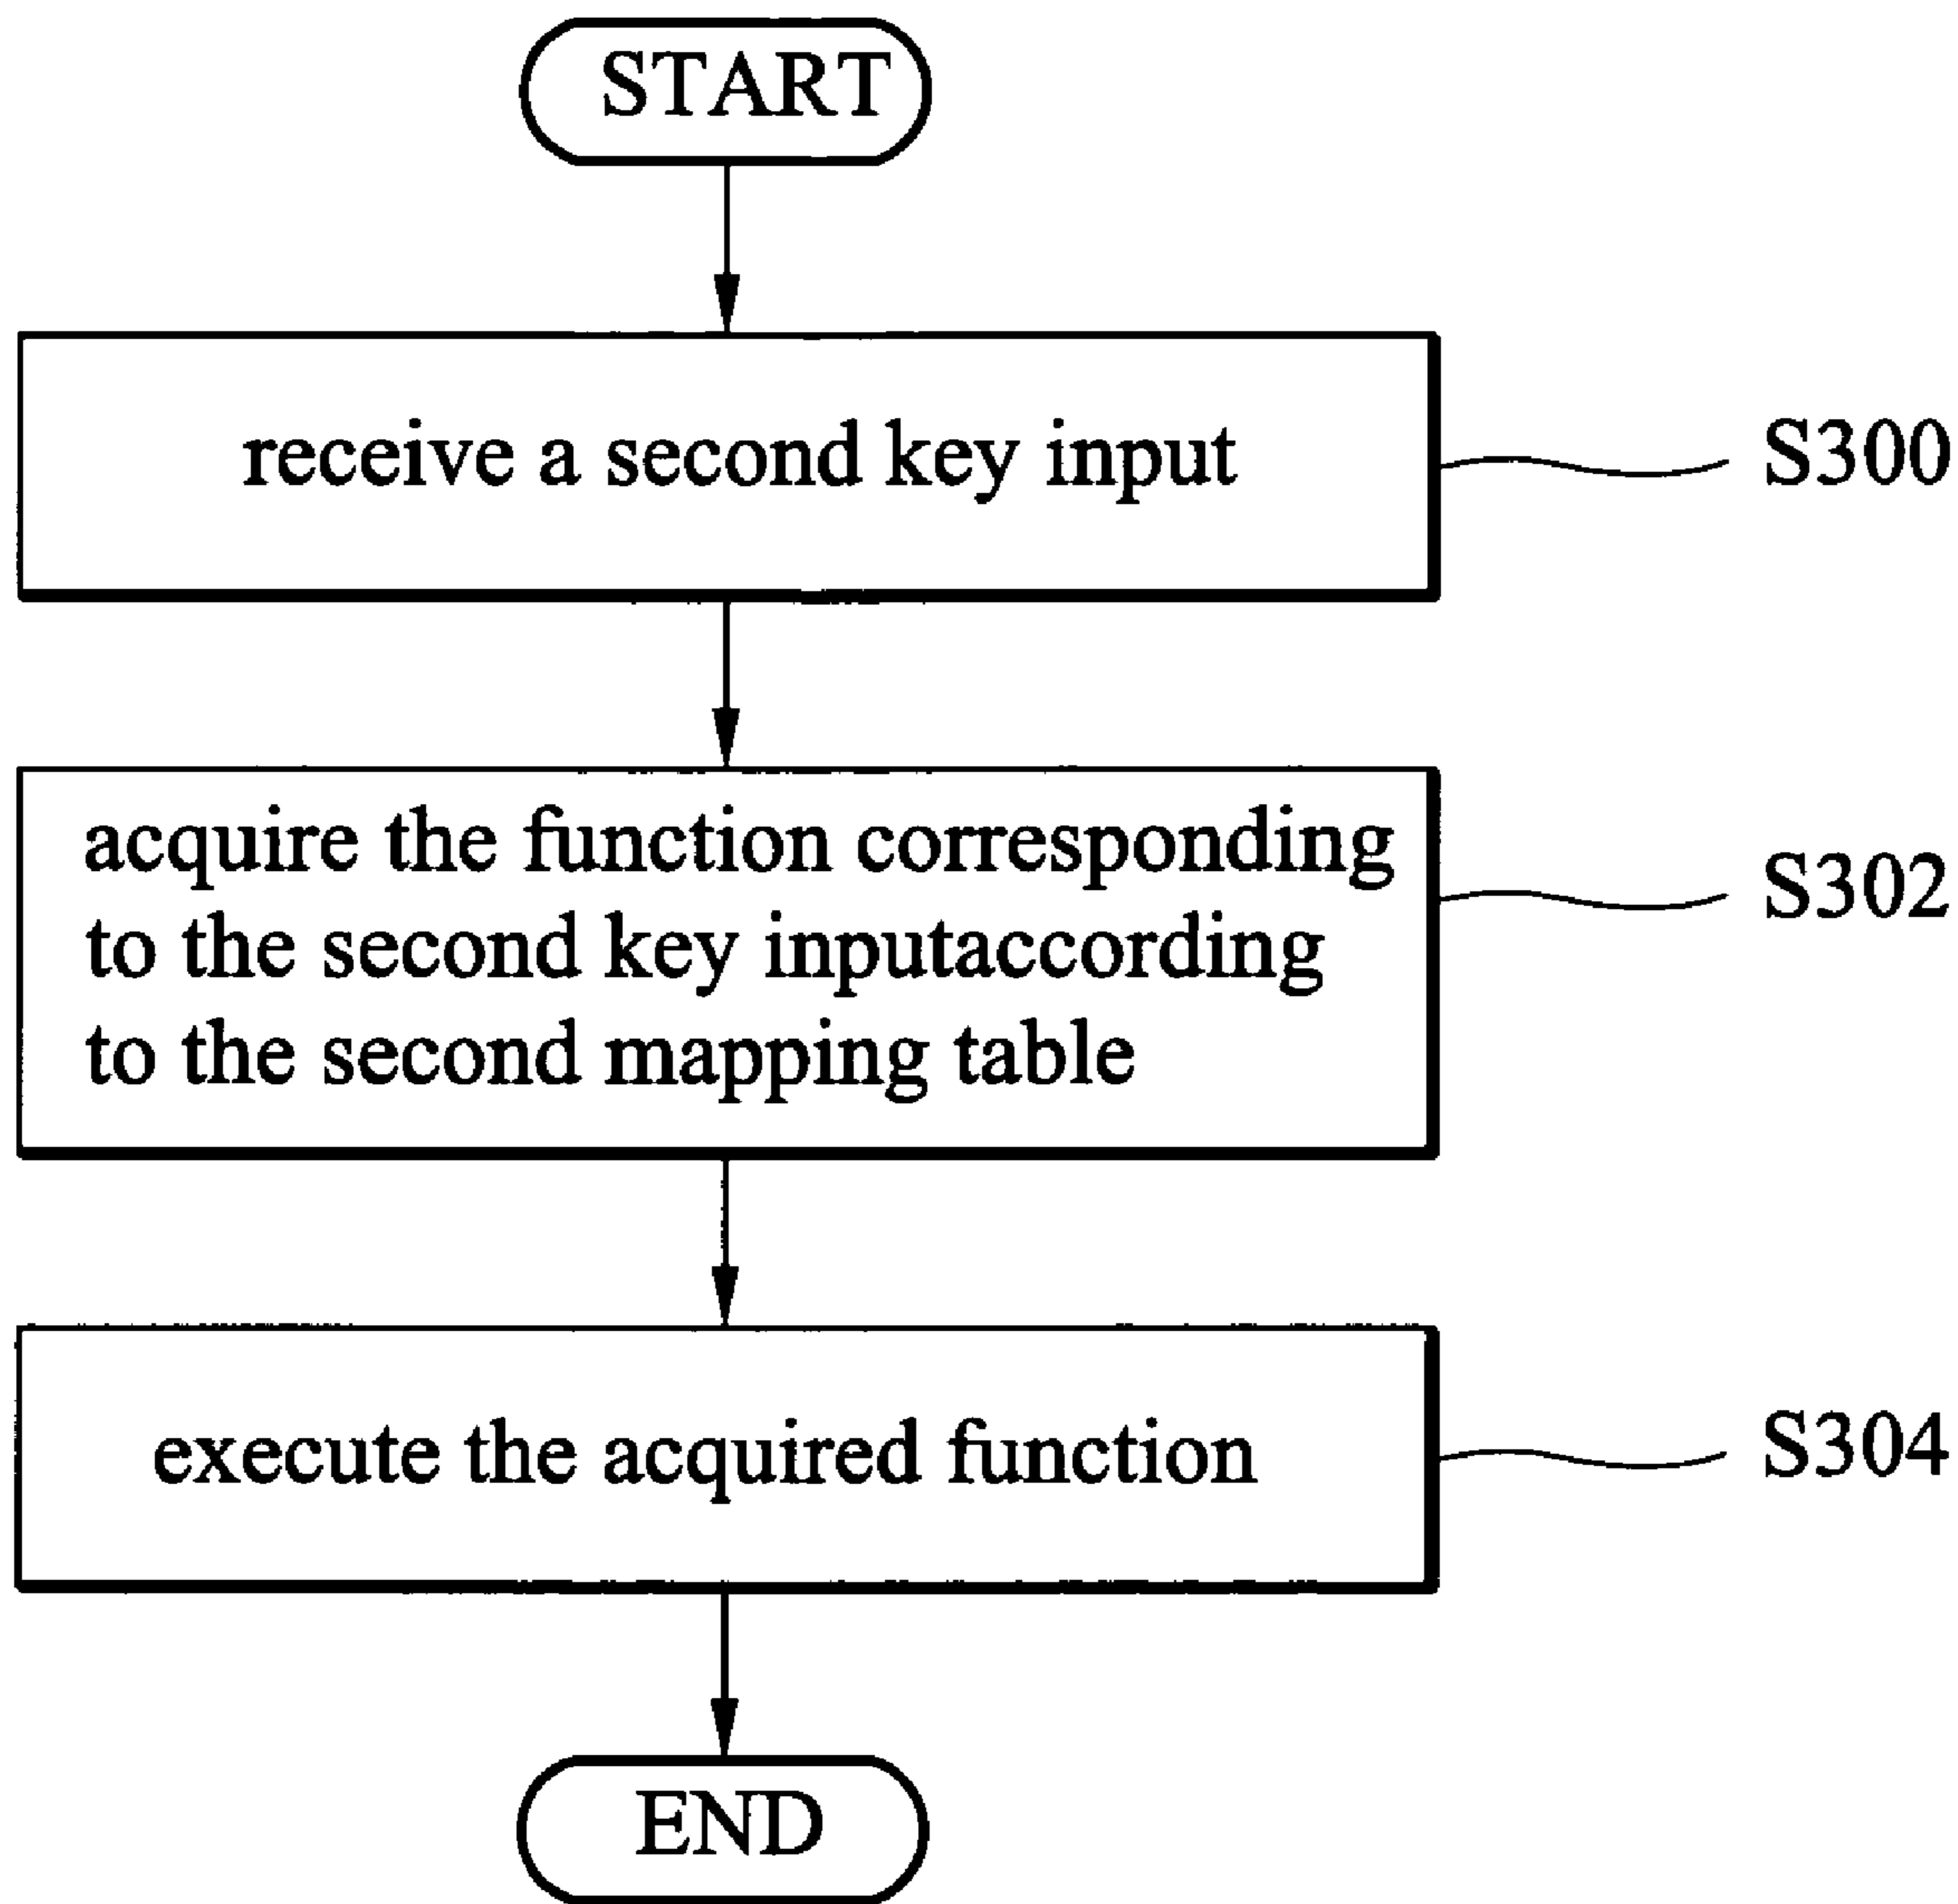 START
receive a second key input
S300
acquire the function corresponding
to the second key inputaccording
to the second mapping table
S302
execute the acquired function
S304
END